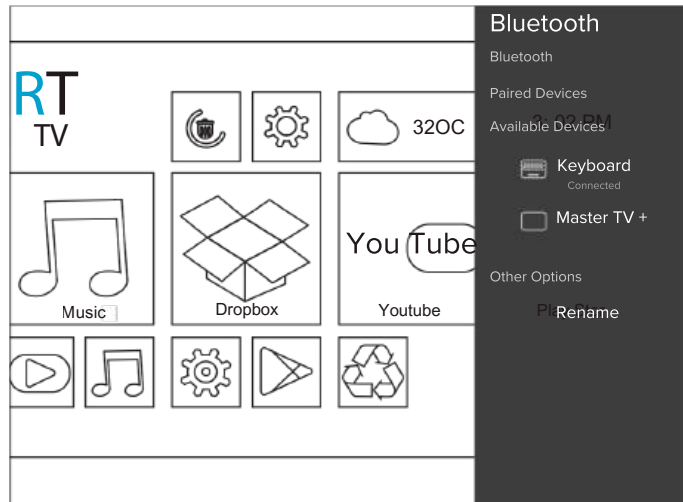 RT
TV
32OC
Music
Dropbox
You Tube
Youtube
Bluetooth
Bluetooth
Paired Devices
Available Devices
Keyboard
Connected
Master TV +
Other Options
Rename